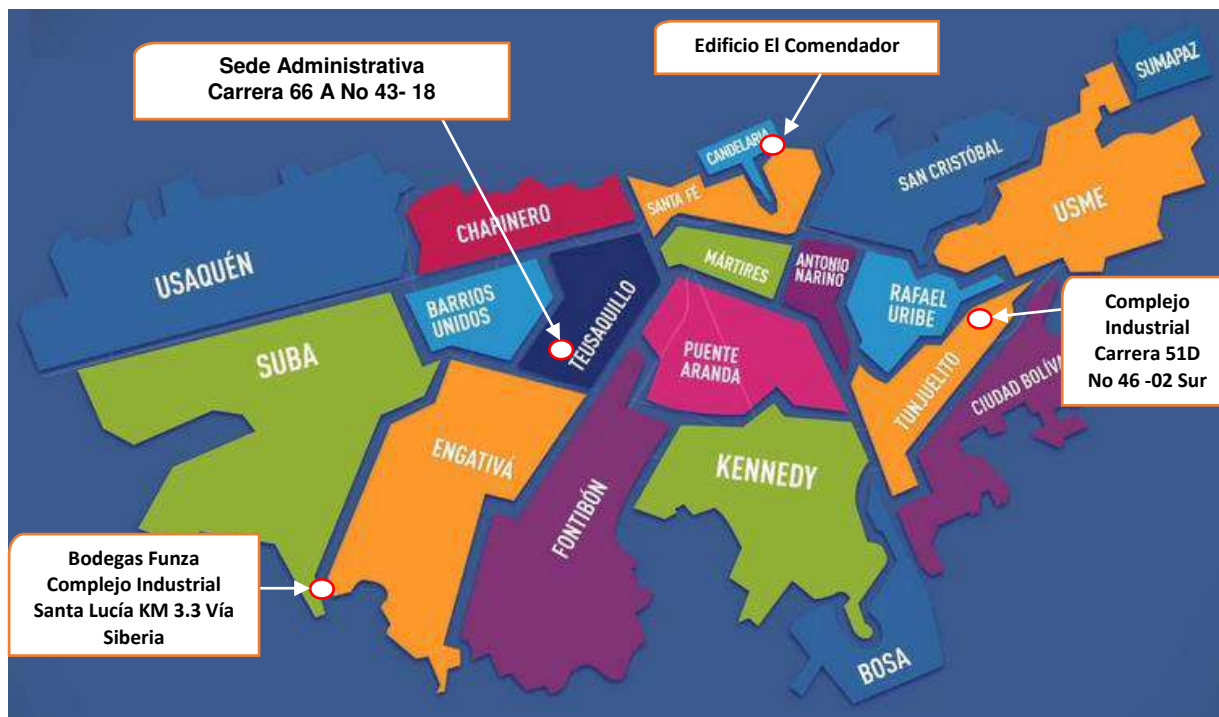 Edificio El Comendador
Sede Administrativa
Carrera 66 A No 43- 18
SUMAPAZ
CANDELARIA
SAN CRISTÓBAL
SANTA FÉ
USME
CHAPINERO
USAQUÉN
MÁRTIRES
ANTONIO
NARIÑO
BARRIOS
UNIDOS
TEUSAQUILLO
RAFAEL
URIBE
Complejo
Industrial
Carrera 51D
No 46 -02 Sur
SUBA
PUENTE
ARANDA
TUNJUELITO
CIUDAD BOLÍVA
ENGATIVÁ
KENNEDY
FONTIBÓN
Bodegas Funza
Complejo Industrial
Santa Lucía KM 3.3 Vía
Siberia
BOSA